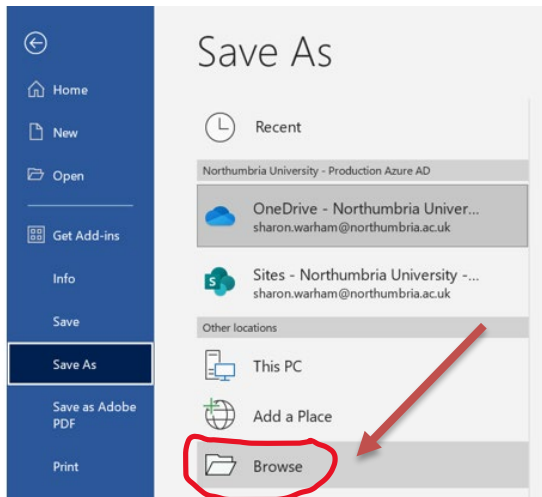 Home
New
Open
Get Add-ins
Info
Save
Save As
Save as Adobe
PDF
Print
Save As
Recent
Northumbria University - Production Azure AD
OneDrive - Northumbria Univer...
sharon.warham@northumbria.ac.uk
Sites - Northumbria University -...
sharon.warham@northumbria.ac.uk
Other locations
This PC
Add a Place
Browse